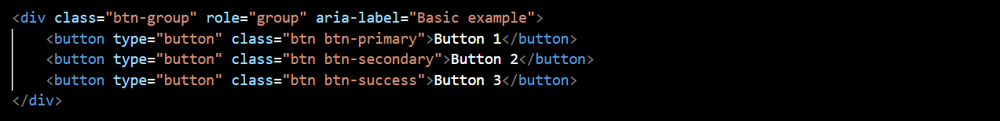 <div class="btn-group" role="group" aria-label="Basic example">
    <button type="button" class="btn btn-primary">Button 1</button>
    <button type="button" class="btn btn-secondary">Button 2</button>
    <button type="button" class="btn btn-success">Button 3</button>
</div>